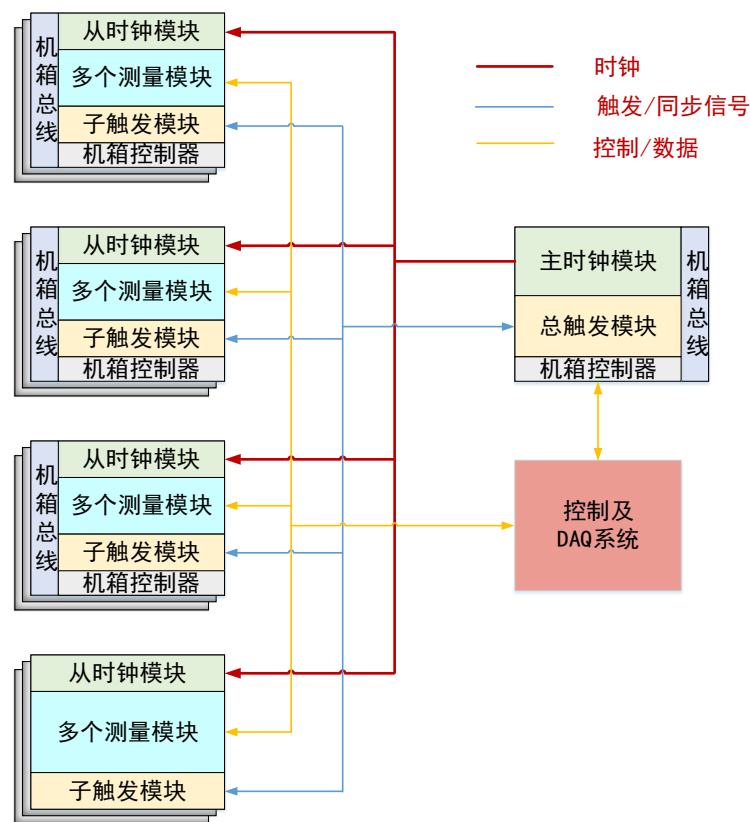 机箱总线
从时钟模块
多个测量模块
子触发模块
机箱控制器
时钟
触发/同步信号
控制/数据
机箱总线
从时钟模块
多个测量模块
子触发模块
机箱控制器
主时钟模块
总触发模块
机箱控制器
机箱总线
机箱总线
从时钟模块
多个测量模块
子触发模块
机箱控制器
控制及
DAQ系统
从时钟模块
多个测量模块
子触发模块